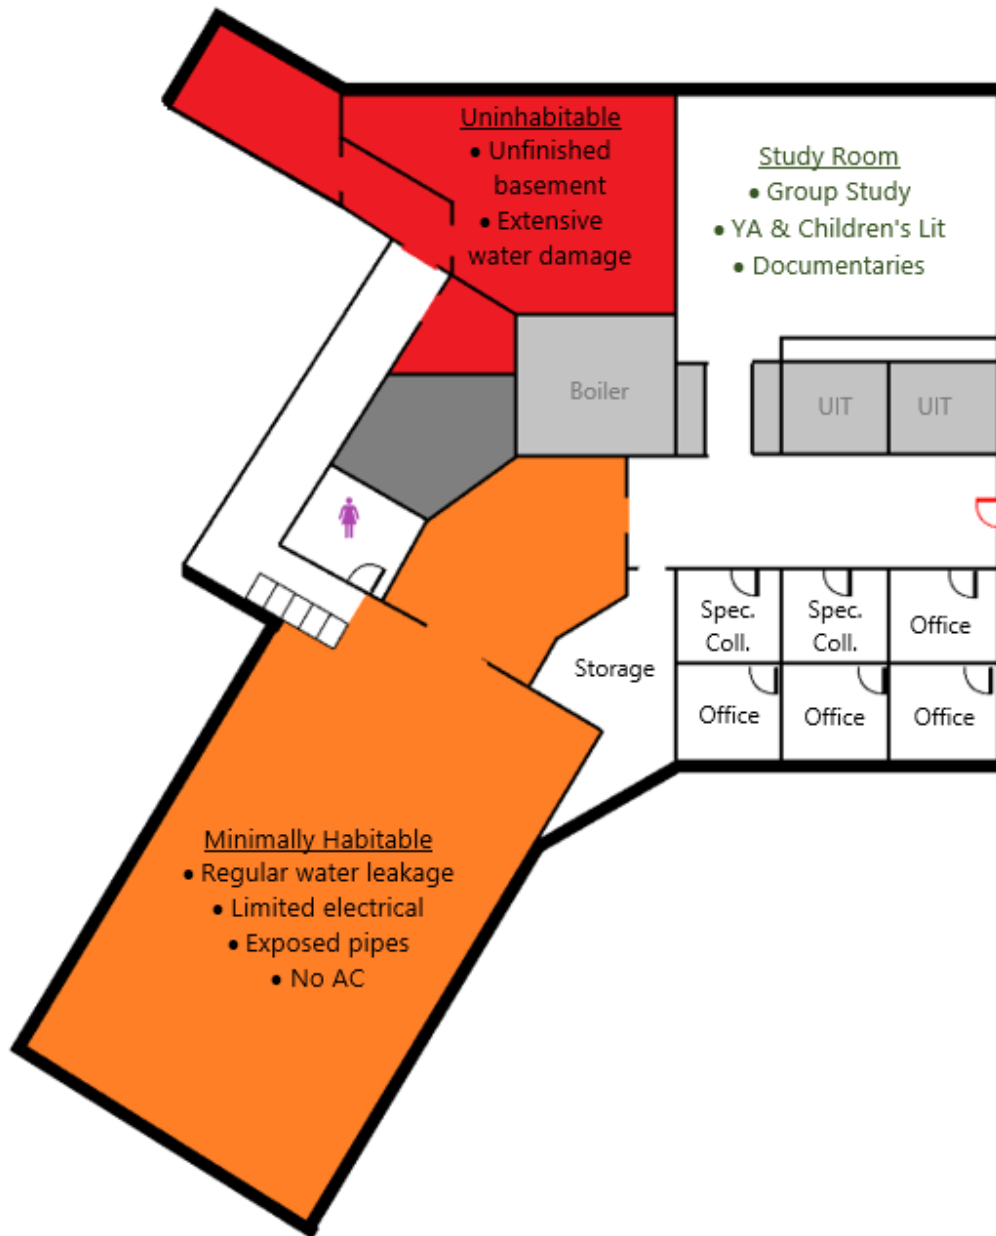 Uninhabitable
• Unfinished
basement
• Extensive
water damage
Study Room
• Group Study
• YA & Children's Lit
• Documentaries
Boiler
UIT
UIT
Spec.
Coll.
Spec.
Coll.
Office
Storage
Office
Office
Office
Minimally Habitable
• Regular water leakage
• Limited electrical
• Exposed pipes
• No AC